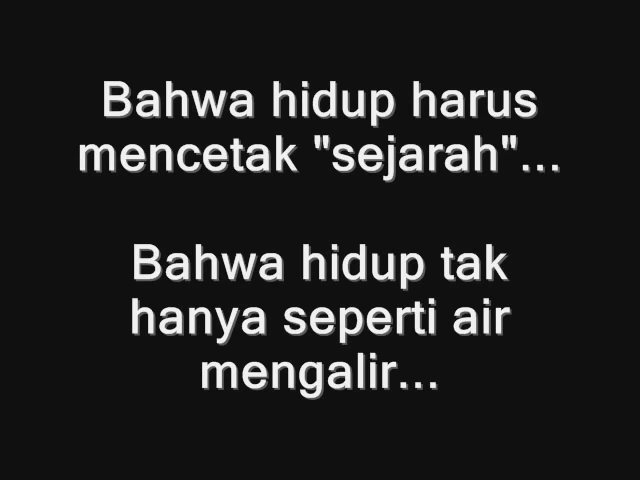 Bahwa hidup harus
mencetak "sejarah"...
Bahwa hidup tak
hanya seperti air
mengalir...